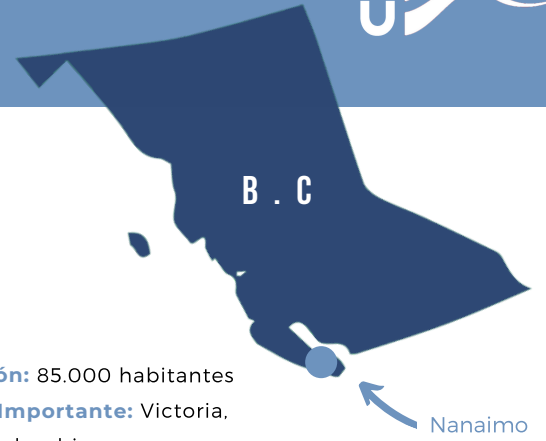 B . C
ón: 85.000 habitantes
Importante: Victoria,
Nanaimo